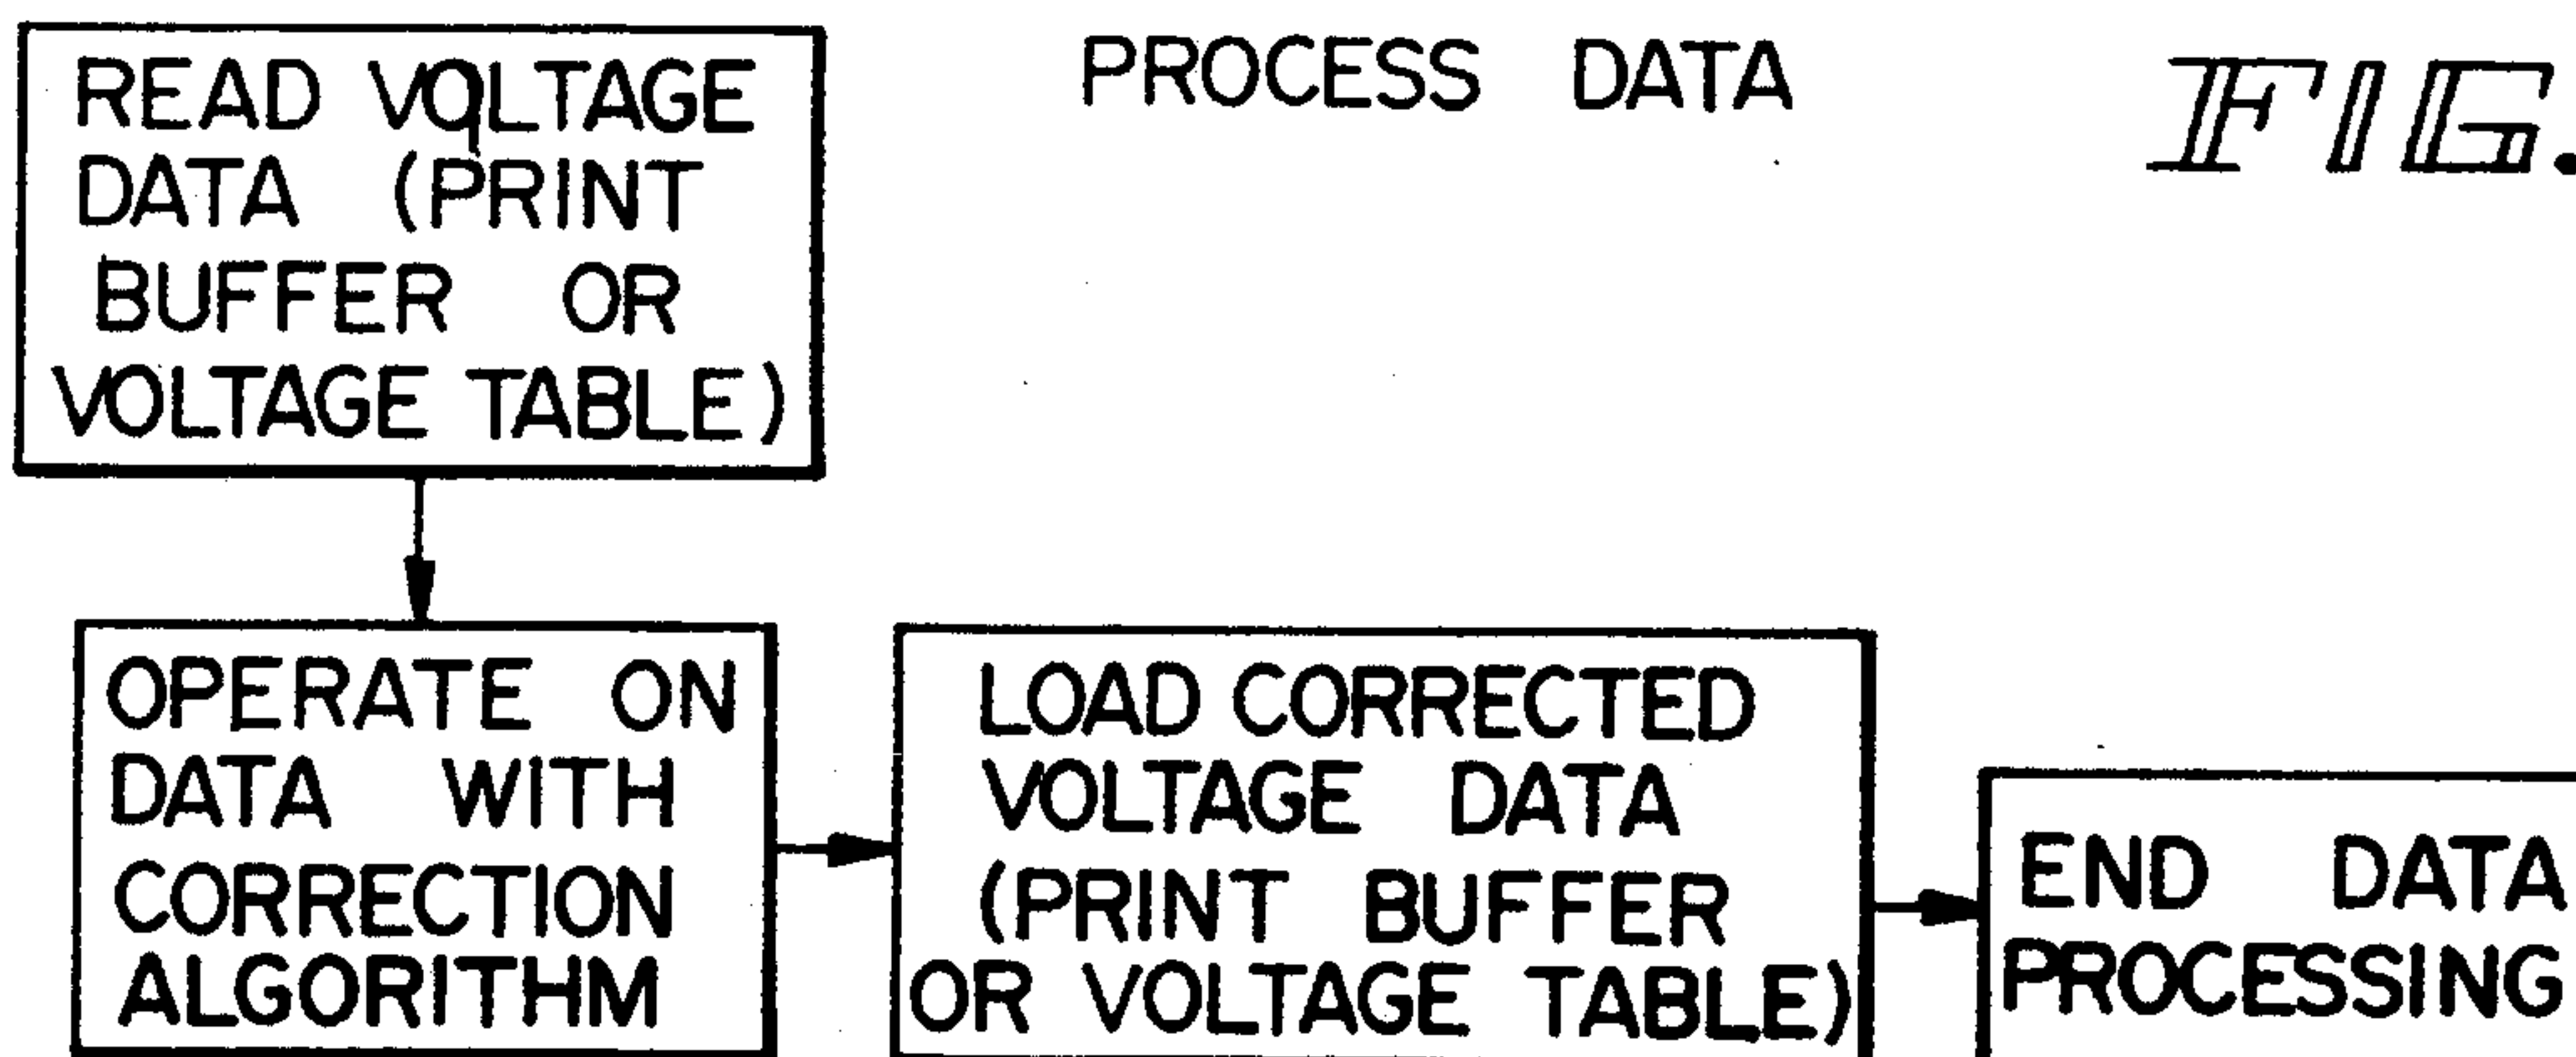 READ VOLTAGE
DATA (PRINT
BUFFER OR
VOLTAGE TABLE)
PROCESS DATA
FIG.
OPERATE ON
DATA WITH
CORRECTION
ALGORITHM
LOAD CORRECTED
VOLTAGE DATA
(PRINT BUFFER
OR VOLTAGE TABLE)
END DATA
PROCESSING